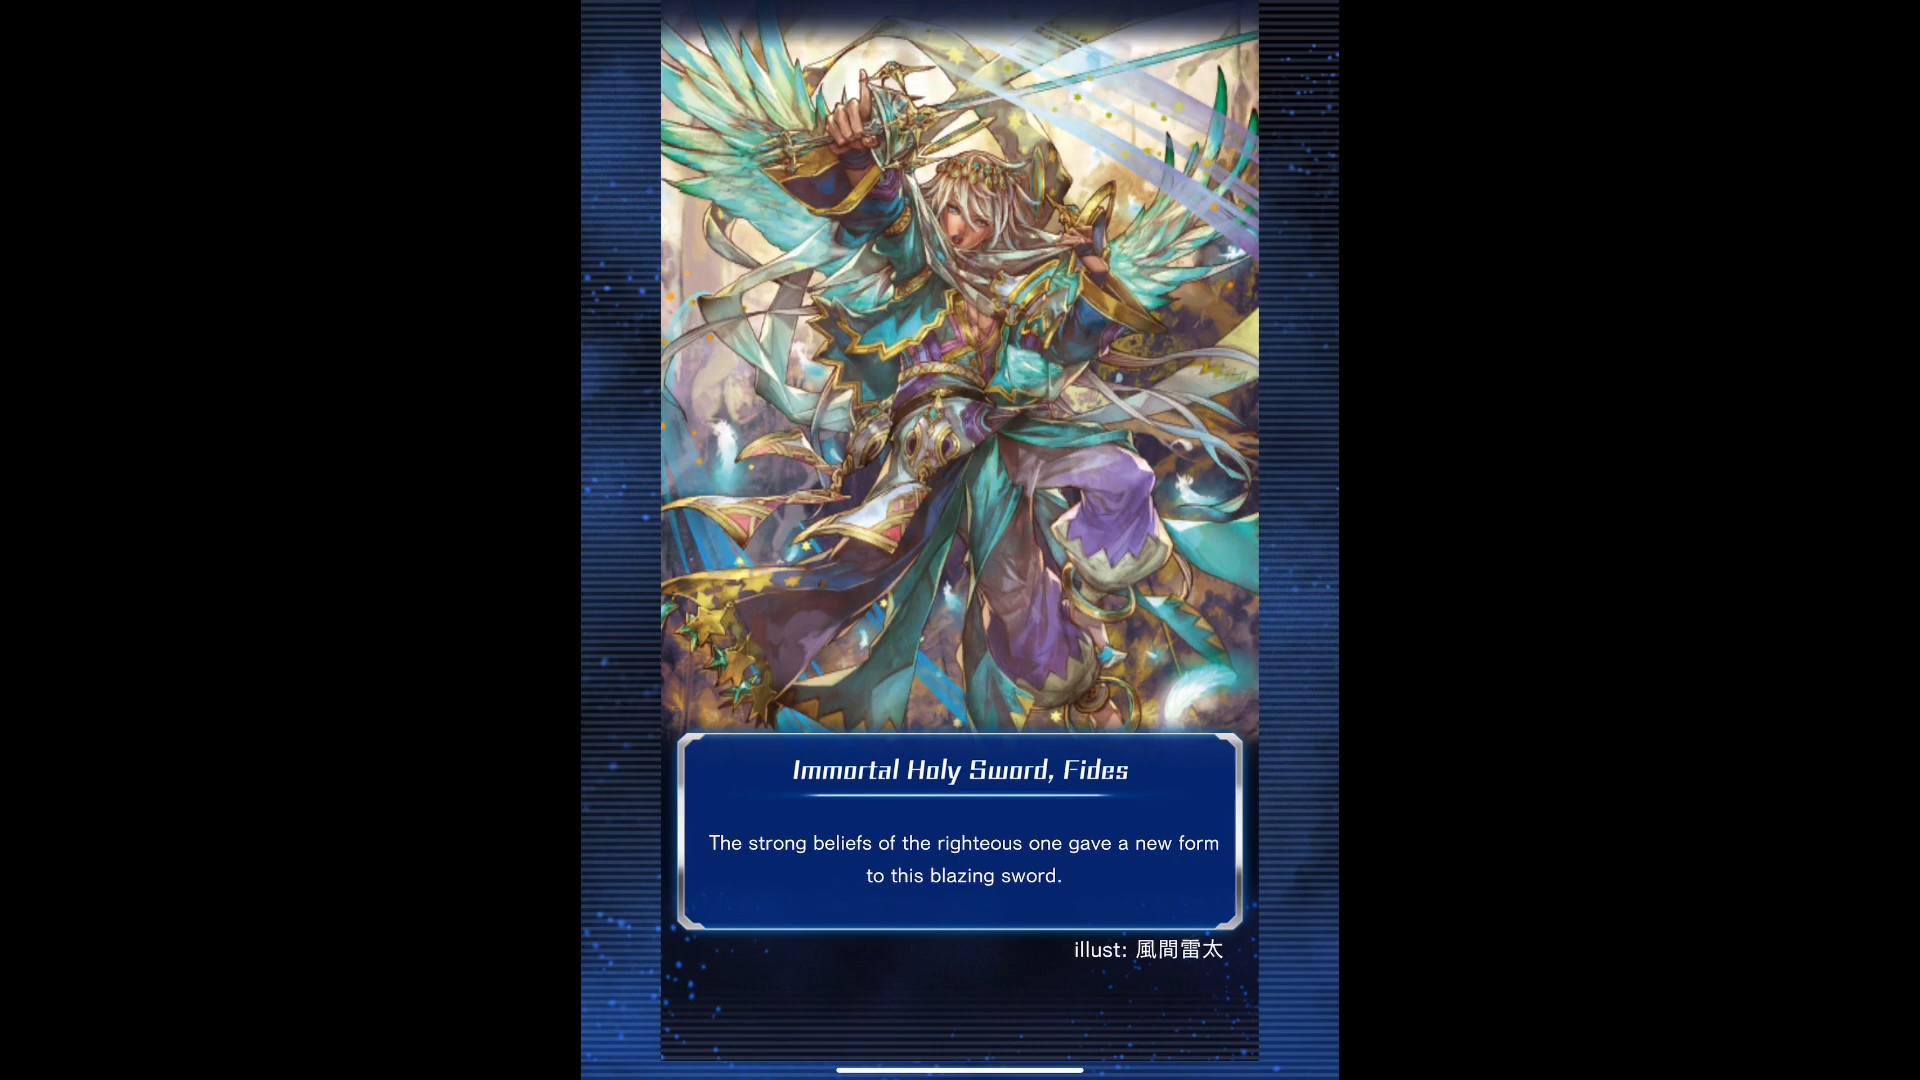 Immortal Holy Sword, Fides
The strong beliefs of the righteous one gave a new form
to this blazing sword.
illust: 風間雷太